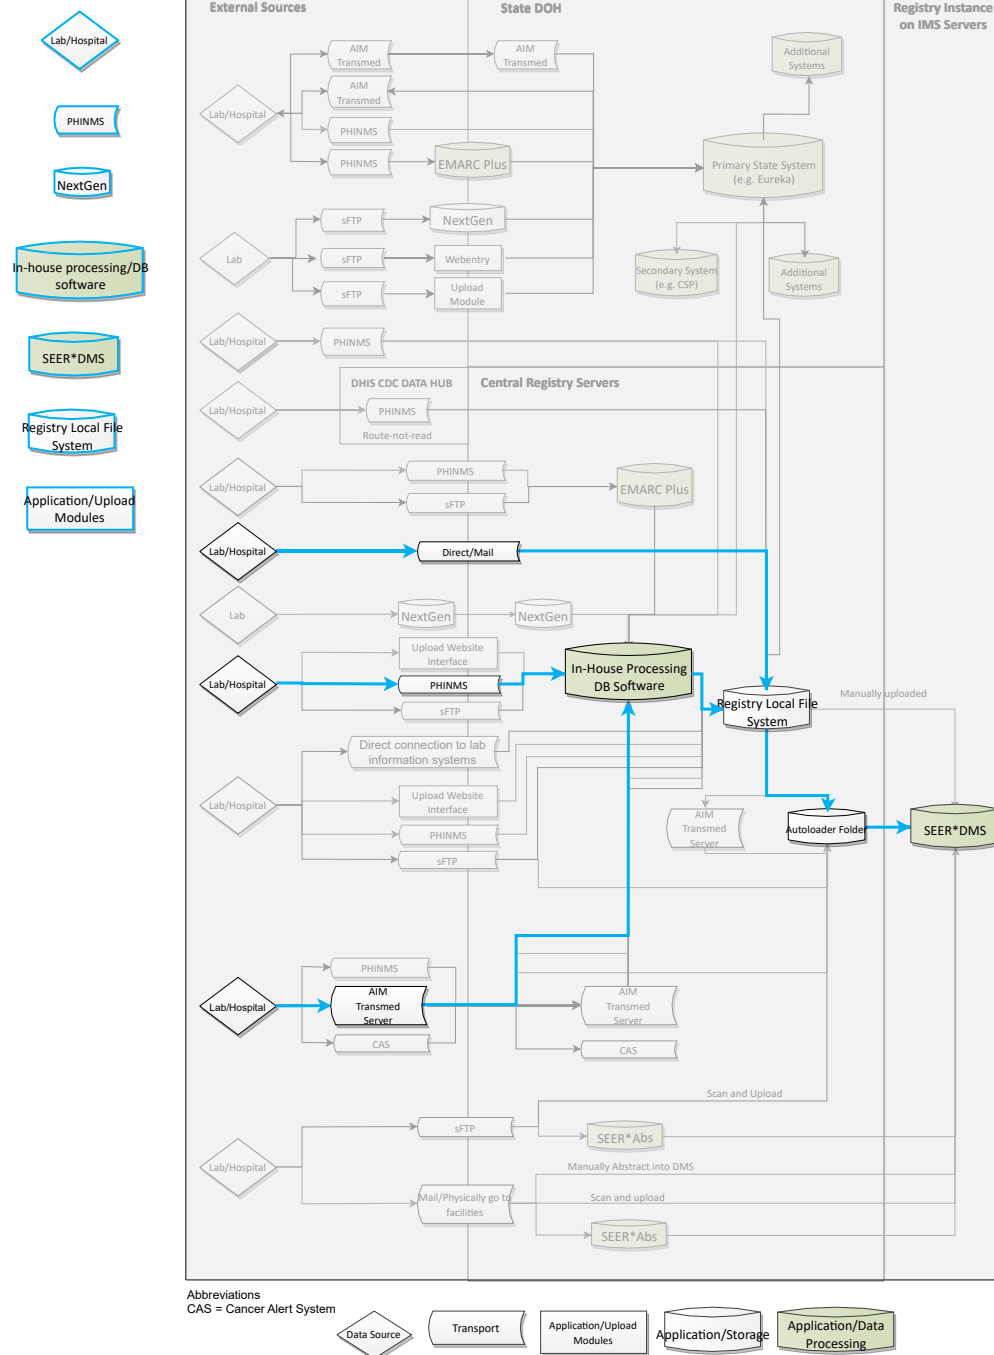 External Sources
State DOH
Registry Instance
on IMS Servers
Lab/Hospital
PHINMS
NextGen
In-house processing/DB
software
SEER*DMS
Registry Local File
System
Application/Upload
Modules
Lab/Hospital
AIM
Transmed
AIM
Transmed
AIM
Transmed
PHINMS
PHINMS
EMARC Plus
Additional
Systems
Primary State System
(e.g. Eureka)
Lab
sFTP
NextGen
sFTP
Webentry
sFTP
Upload
Module
Secondary System
(e.g. CSP)
Additional
Systems
Lab/Hospital
PHINMS
DHIS CDC DATA HUB
Central Registry Servers
Lab/Hospital
PHINMS
Route-not-read
Lab/Hospital
PHINMS
sFTP
EMARC Plus
Lab/Hospital
Direct/Mail
Lab
NextGen
NextGen
Lab/Hospital
Upload Website
Interface
PHINMS
sFTP
In-House Processing
DB Software
Registry Local File
System
Manually uploaded
Lab/Hospital
Direct connection to lab
information systems
Upload Website
Interface
PHINMS
sFTP
AIM
Transmed
Server
Autoloader Folder
SEER*DMS
Lab/Hospital
PHINMS
AIM
Transmed
Server
CAS
AIM
Transmed
Server
CAS
Lab/Hospital
sFTP
Scan and Upload
SEER*Abs
Manually Abstract into DMS
Mail/Physically go to
facilities
Scan and upload
SEER*Abs
Abbreviations
CAS = Cancer Alert System
Data Source
Transport
Application/Upload
Modules
Application/Storage
Application/Data
Processing